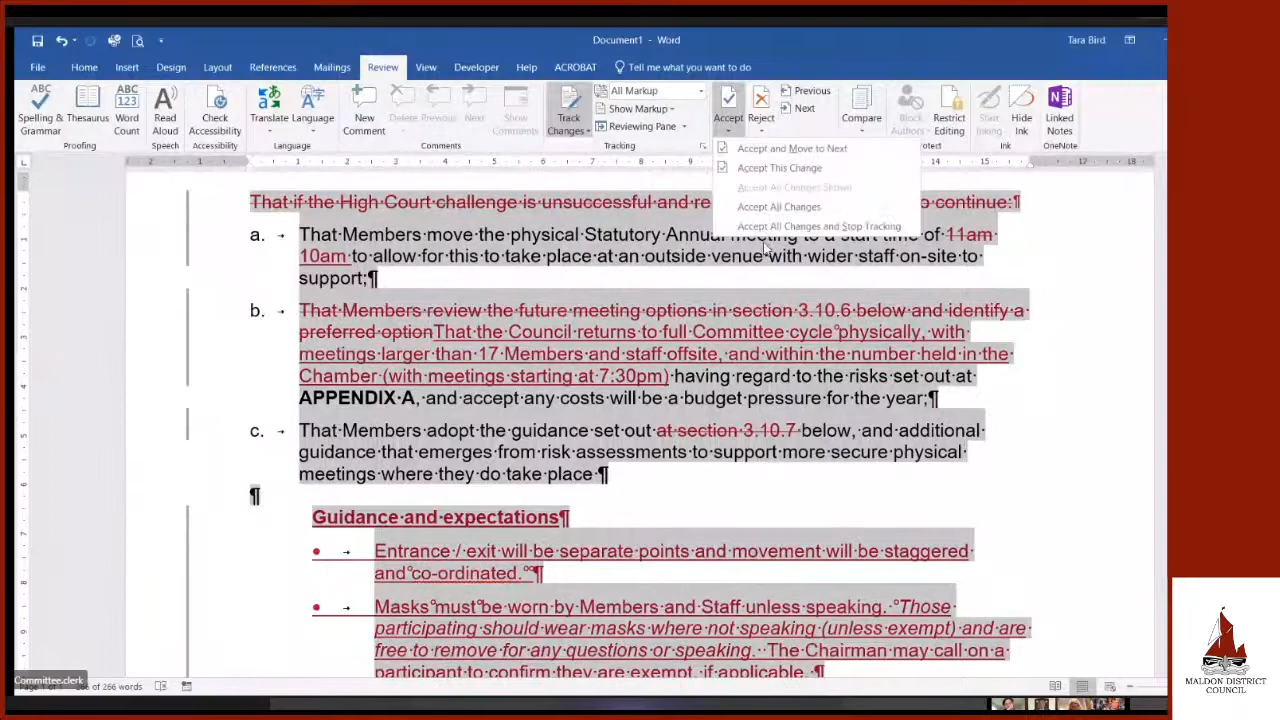 Document1 - Word
Tara Bird
File Home Insert Design Layout References Mailings Review View Developer Help ACROBAT Tell me what you want to do
Spelling & Grammar
Thesaurus
Word Count
Proofing
Read Aloud
Speech
Check Accessibility
Accessibility
Translate
Language
Language
New Comment
Delete
Previous
Next
Show Comments
Comments
Track Changes
All Markup
Show Markup
Reviewing Pane
Tracking
Accept
Reject
Previous
Next
Compare
Block Authors
Restrict Editing
Start Inking
Hide Ink
Ink
Linked Notes
OneNote
Accept and Move to Next
Accept This Change
Accept All Changes Shown
Accept All Changes
Accept All Changes and Stop Tracking
That if the High Court challenge is unsuccessful and re o continue:¶
a. That Members move the physical Statutory Annual meeting to a start time of 11am
10am to allow for this to take place at an outside venue with wider staff on-site to
support;¶
b. That Members review the future meeting options in section 3.10.6 below and identify a
preferred optionThat the Council returns to full Committee cycle physically, with
meetings larger than 17 Members and staff offsite, and within the number held in the
Chamber (with meetings starting at 7:30pm) having regard to the risks set out at
APPENDIX A, and accept any costs will be a budget pressure for the year;¶
c. That Members adopt the guidance set out at section 3.10.7 below, and additional
guidance that emerges from risk assessments to support more secure physical
meetings where they do take place ¶
¶
Guidance and expectations¶
• Entrance / exit will be separate points and movement will be staggered
and co-ordinated. ¶
• Masks must be worn by Members and Staff unless speaking. Those
participating should wear masks where not speaking (unless exempt) and are
free to remove for any questions or speaking. The Chairman may call on a
participant to confirm they are exempt, if applicable. ¶
Committee.clerk
of 266 words
MALDON DISTRICT
COUNCIL